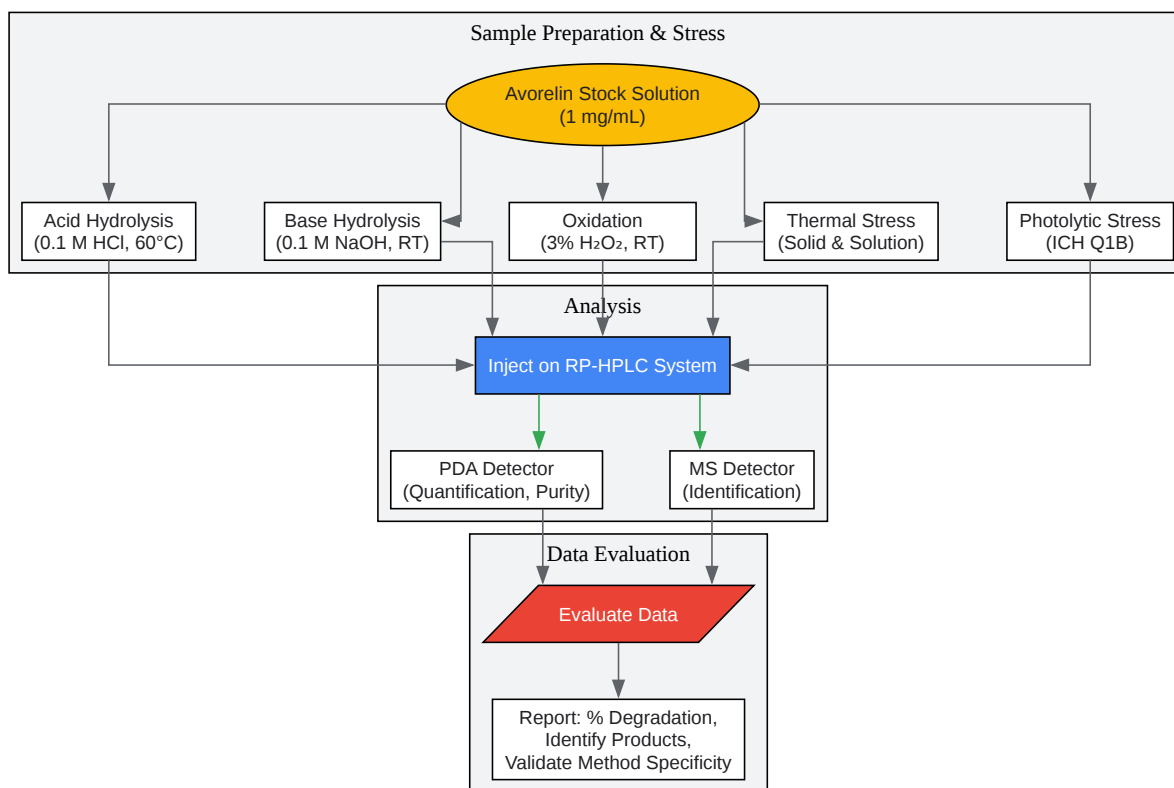 Sample Preparation & Stress
Avorelin Stock Solution
(1 mg/mL)
Acid Hydrolysis
(0.1 M HCl, 60°C)
Base Hydrolysis
(0.1 M NaOH, RT)
Oxidation
(3% H₂O₂, RT)
Thermal Stress
(Solid & Solution)
Photolytic Stress
(ICH Q1B)
Analysis
Inject on RP-HPLC System
PDA Detector
(Quantification, Purity)
MS Detector
(Identification)
Data Evaluation
Evaluate Data
Report: % Degradation,
Identify Products,
Validate Method Specificity